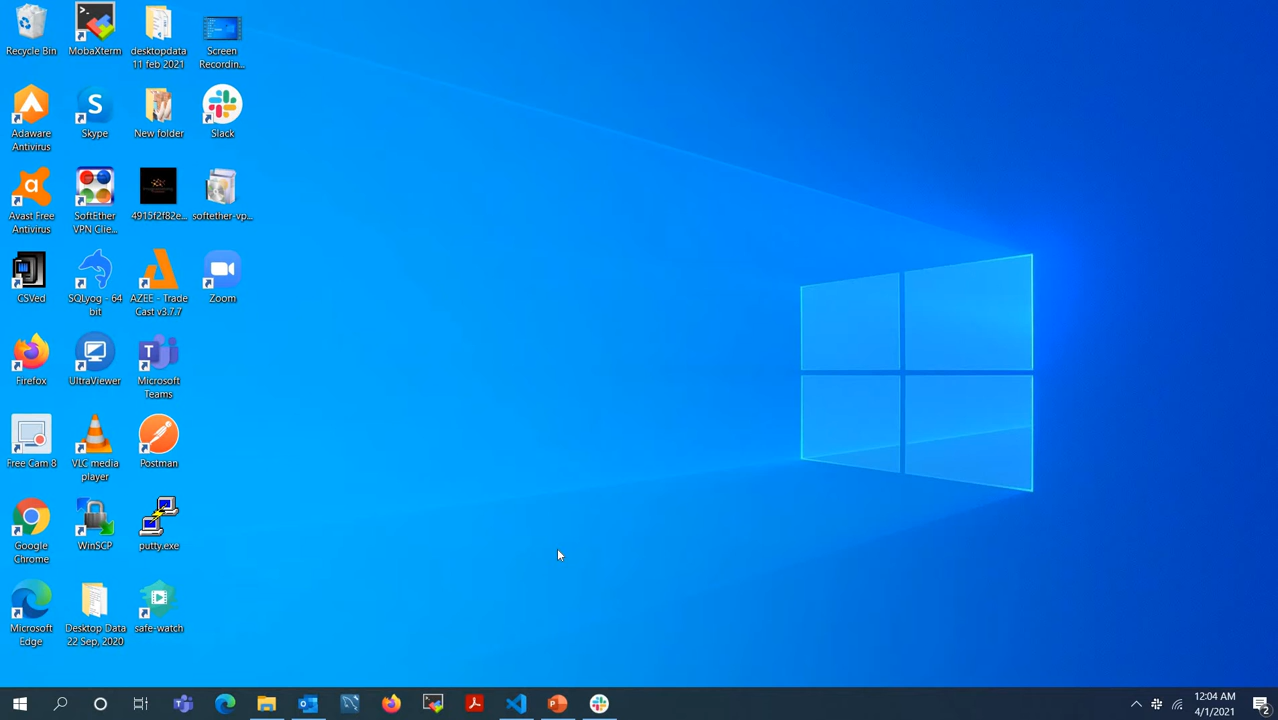 Recycle Bin
MobaXterm
desktopdata
11 feb 2021
Screen
Recording...
Adaware
Antivirus
Skype
New folder
Slack
Avast Free
Antivirus
SoftEther
VPN Clie...
4915f2f82e...
softether-vp...
CSVed
SQLyog - 64
bit
AZEE - Trade
Cast v3.7.7
Zoom
Firefox
UltraViewer
Microsoft
Teams
Free Cam 8
VLC media
player
Postman
Google
Chrome
WinSCP
putty.exe
Microsoft
Edge
Desktop Data
22 Sep, 2020
safe-watch
12:04 AM
4/1/2021
2